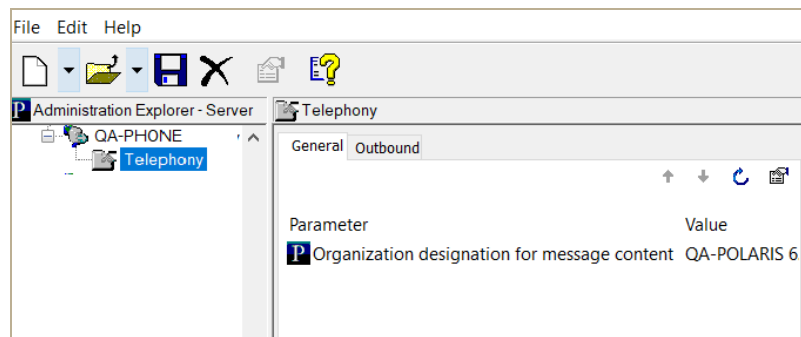 File Edit Help
Administration Explorer - Server
Telephony
QA-PHONE
Telephony
General Outbound
Parameter Value
Organization designation for message content QA-POLARIS 6